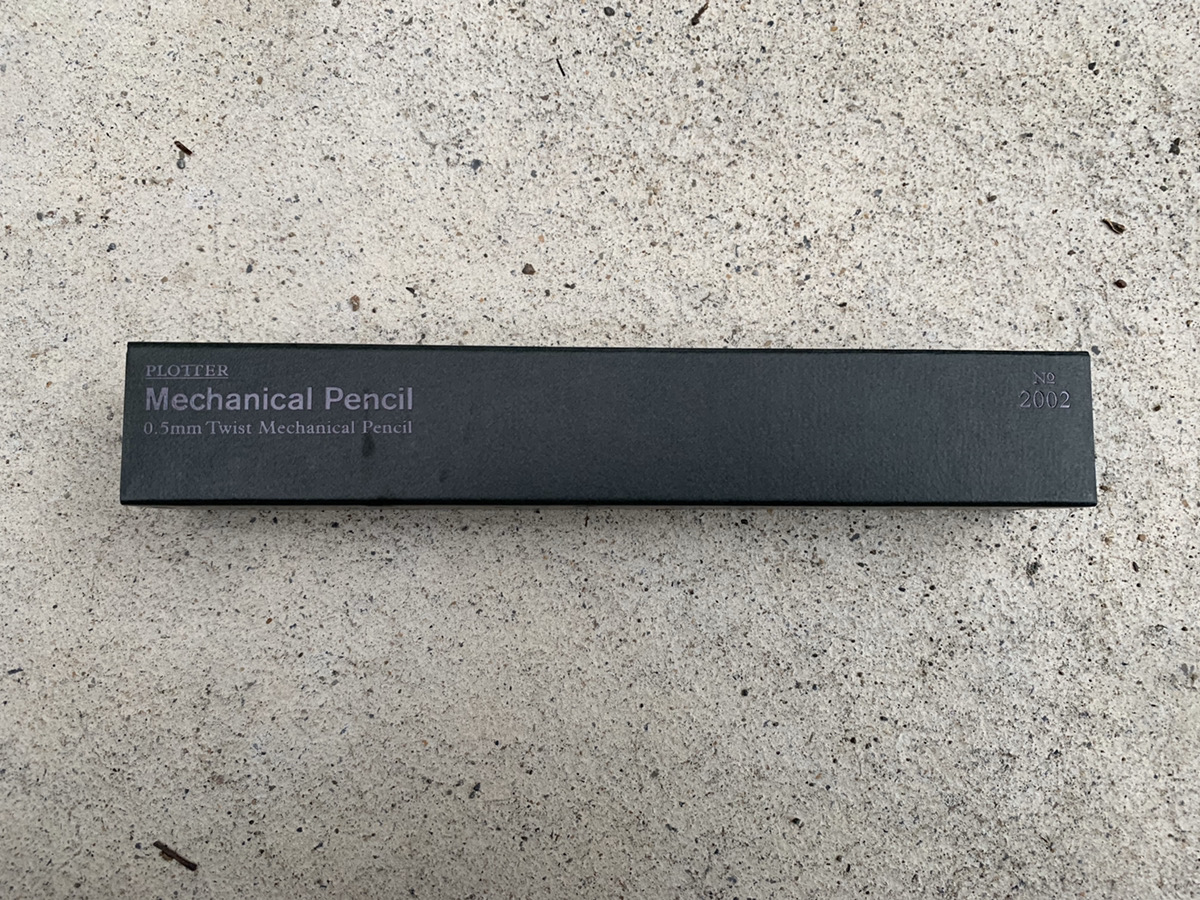 PLOTTER
Mechanical Pencil
0.5mm Twist Mechanical Pencil
№
2002